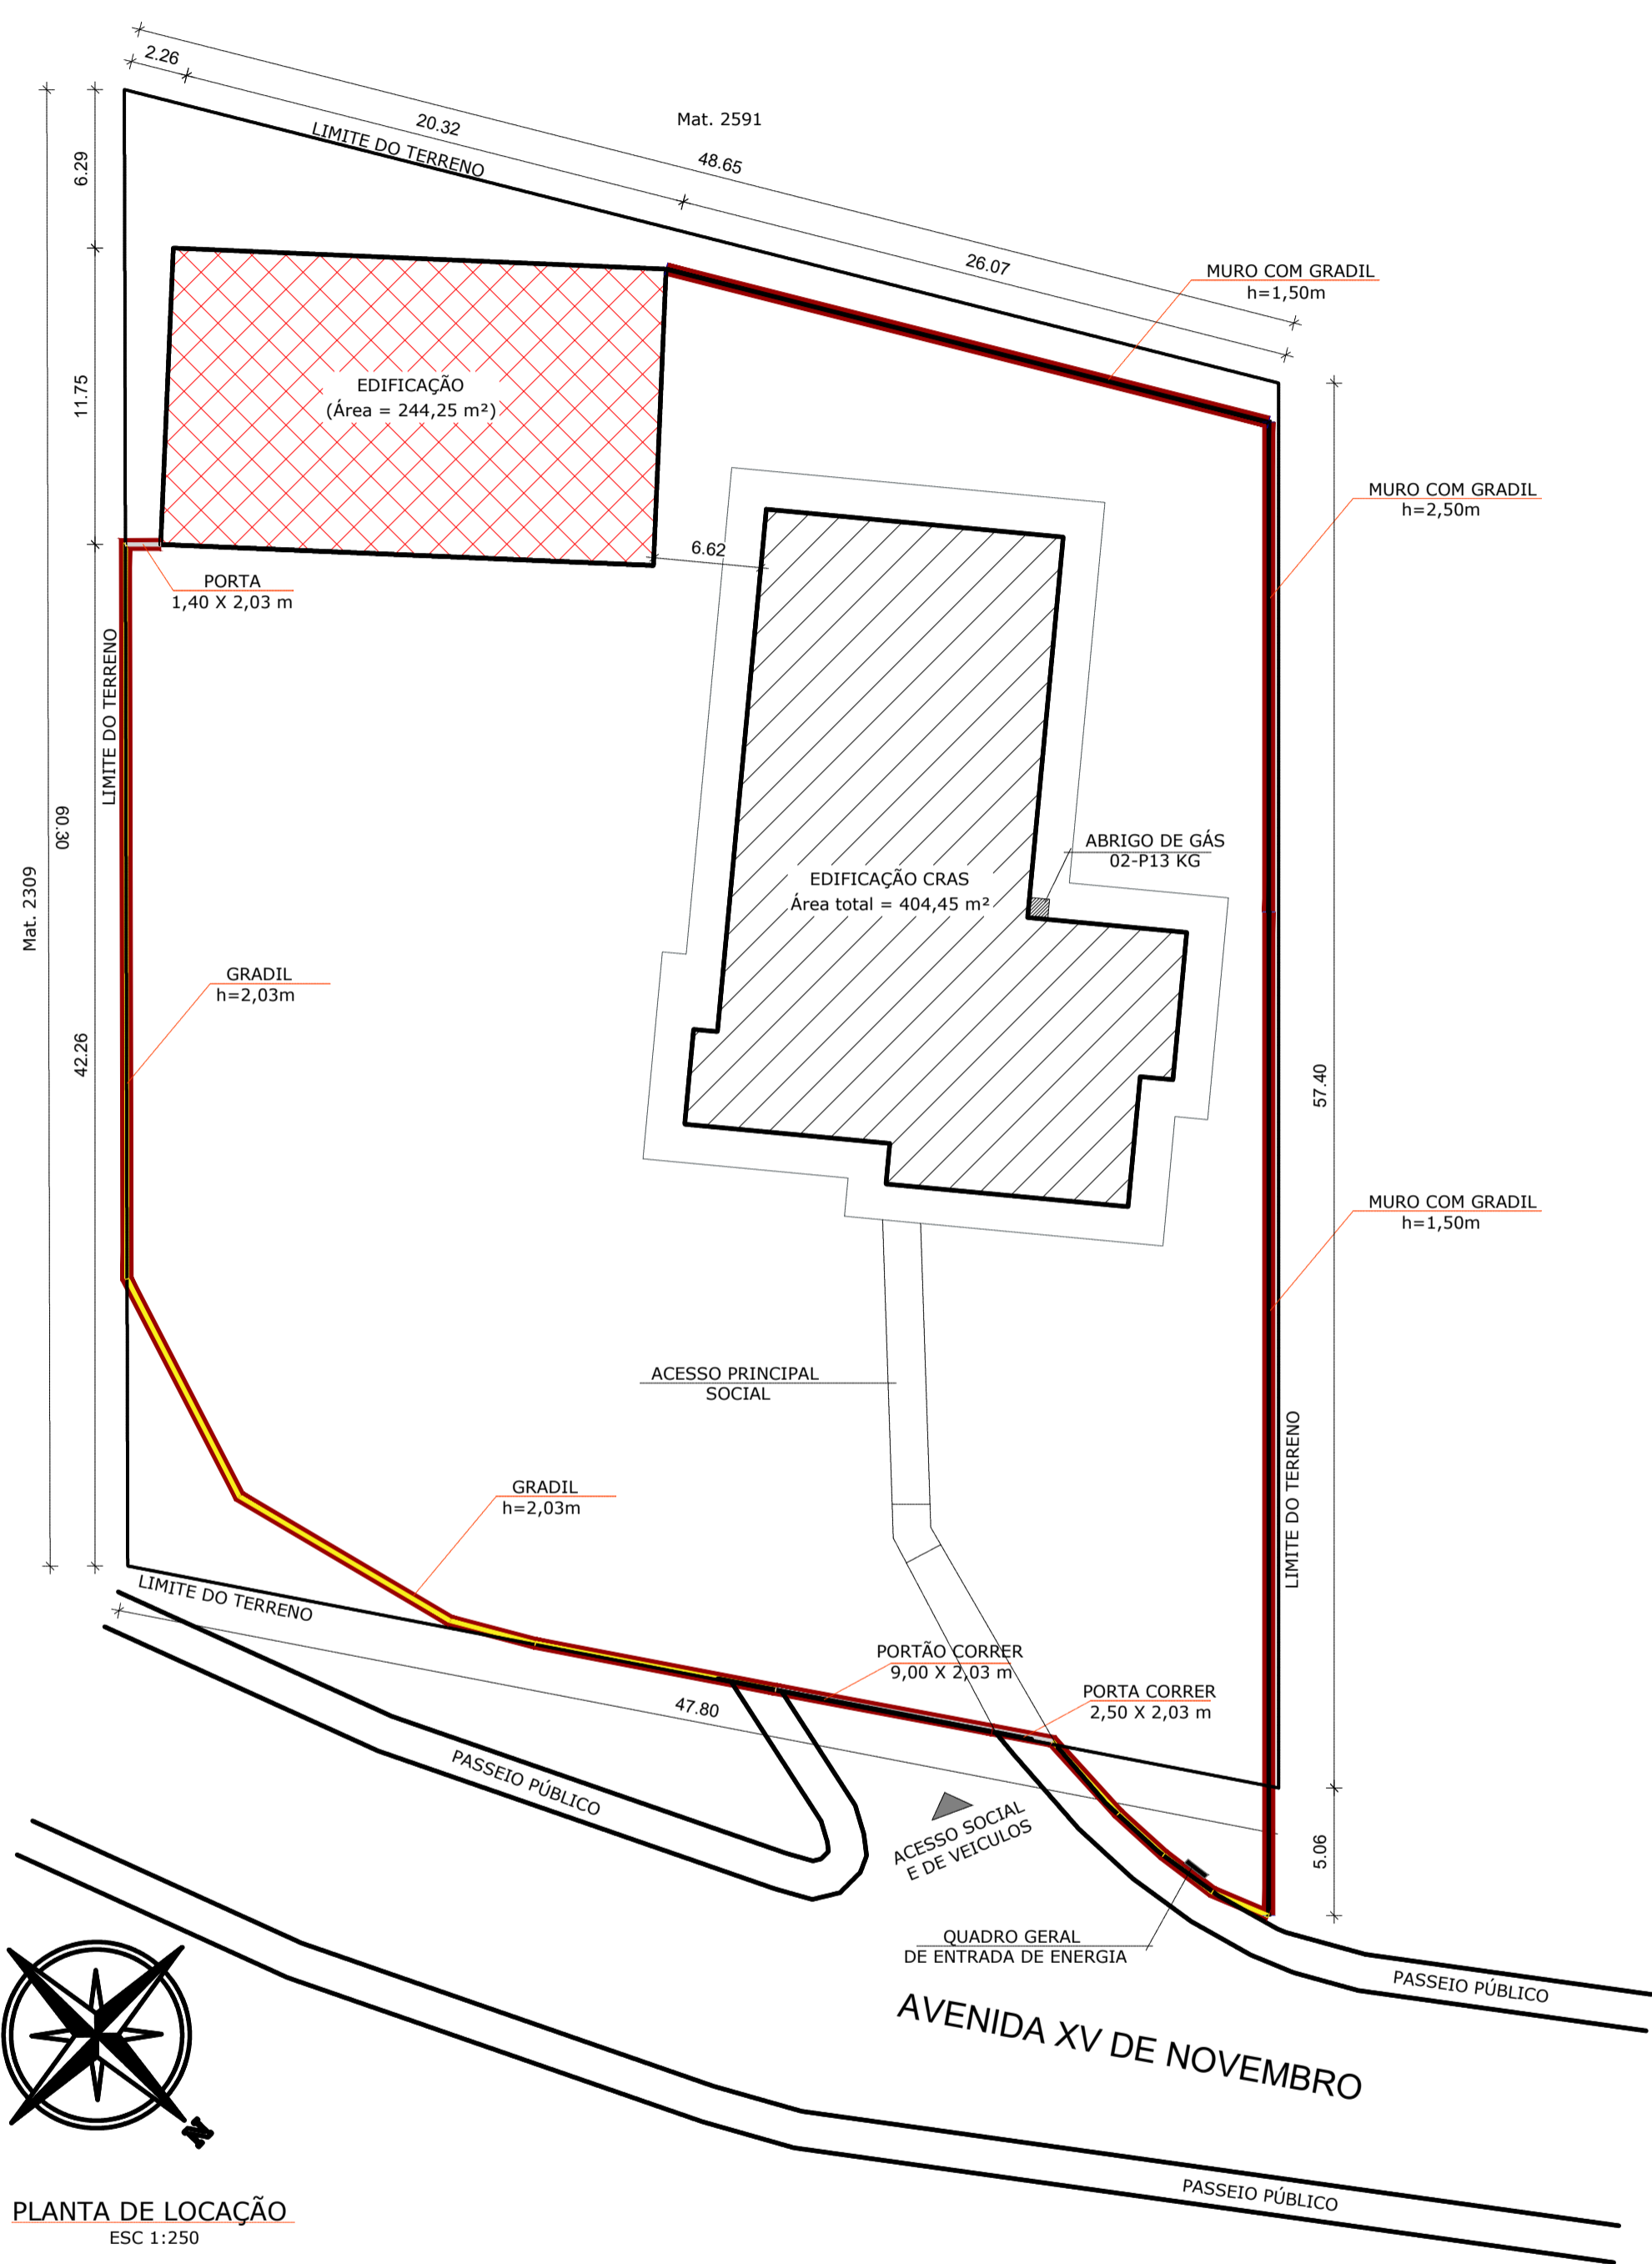 2.26
20.32
Mat. 2591
48.65
LIMITE DO TERRENO
6.29
26.07
MURO COM GRADIL
h=1,50m
EDIFICAÇÃO
(Área = 244,25 m²)
11.75
MURO COM GRADIL
h=2,50m
6.62
PORTA
1,40 X 2,03 m
LIMITE DO TERRENO
60.30
Mat. 2309
ABRIGO DE GÁS
02-P13 KG
EDIFICAÇÃO CRAS
Área total = 404,45 m²
GRADIL
h=2,03m
42.26
57.40
MURO COM GRADIL
h=1,50m
ACESSO PRINCIPAL
SOCIAL
LIMITE DO TERRENO
GRADIL
h=2,03m
LIMITE DO TERRENO
PORTÃO CORRER
9,00 X 2,03 m
PORTA CORRER
2,50 X 2,03 m
47.80
PASSEIO PÚBLICO
ACESSO SOCIAL
E DE VEICULOS
5.06
QUADRO GERAL
DE ENTRADA DE ENERGIA
PASSEIO PÚBLICO
AVENIDA XV DE NOVEMBRO
N
PASSEIO PÚBLICO
PLANTA DE LOCAÇÃO
ESC 1:250